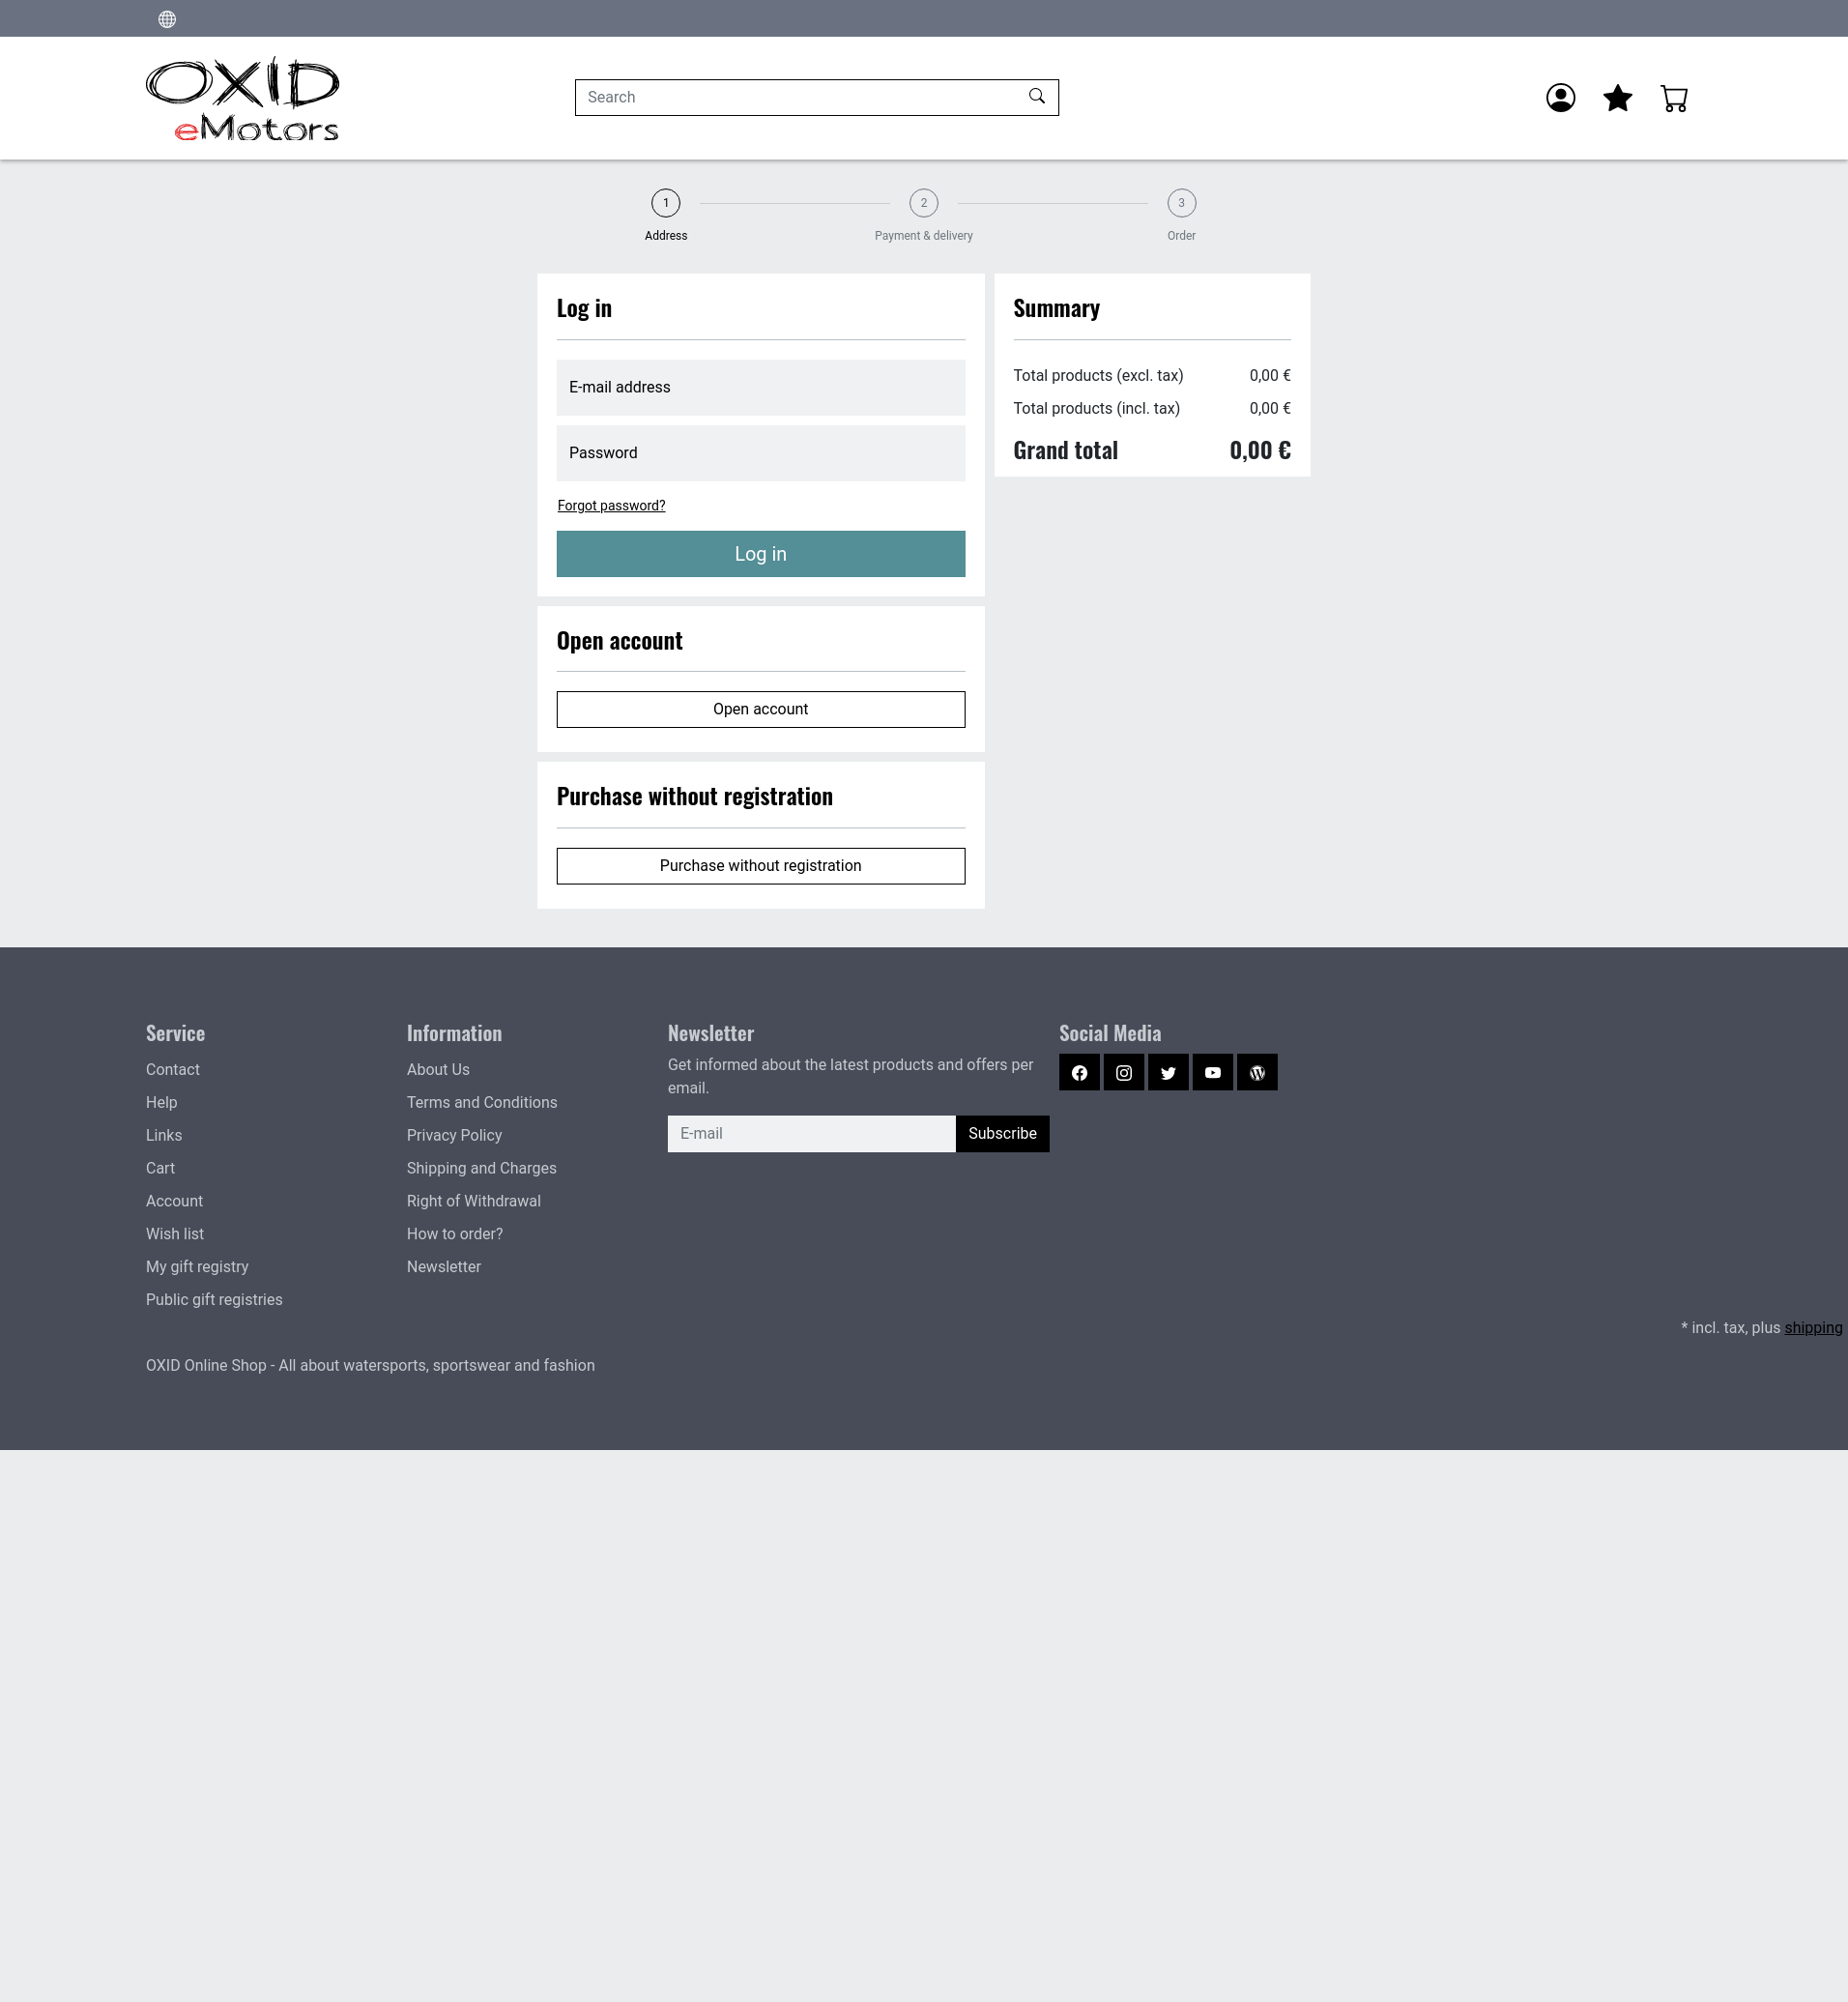 OXID
eMotors
Search
1
2
3
Address
Payment & delivery
Order
Log in
E-mail address
Password
Forgot password?
Log in
Open account
Open account
Purchase without registration
Purchase without registration
Summary
Total products (excl. tax) 0,00 €
Total products (incl. tax) 0,00 €
Grand total 0,00 €
Service
Contact
Help
Links
Cart
Account
Wish list
My gift registry
Public gift registries
Information
About Us
Terms and Conditions
Privacy Policy
Shipping and Charges
Right of Withdrawal
How to order?
Newsletter
Newsletter
Get informed about the latest products and offers per
email.
E-mail
Subscribe
Social Media
* incl. tax, plus shipping
OXID Online Shop - All about watersports, sportswear and fashion